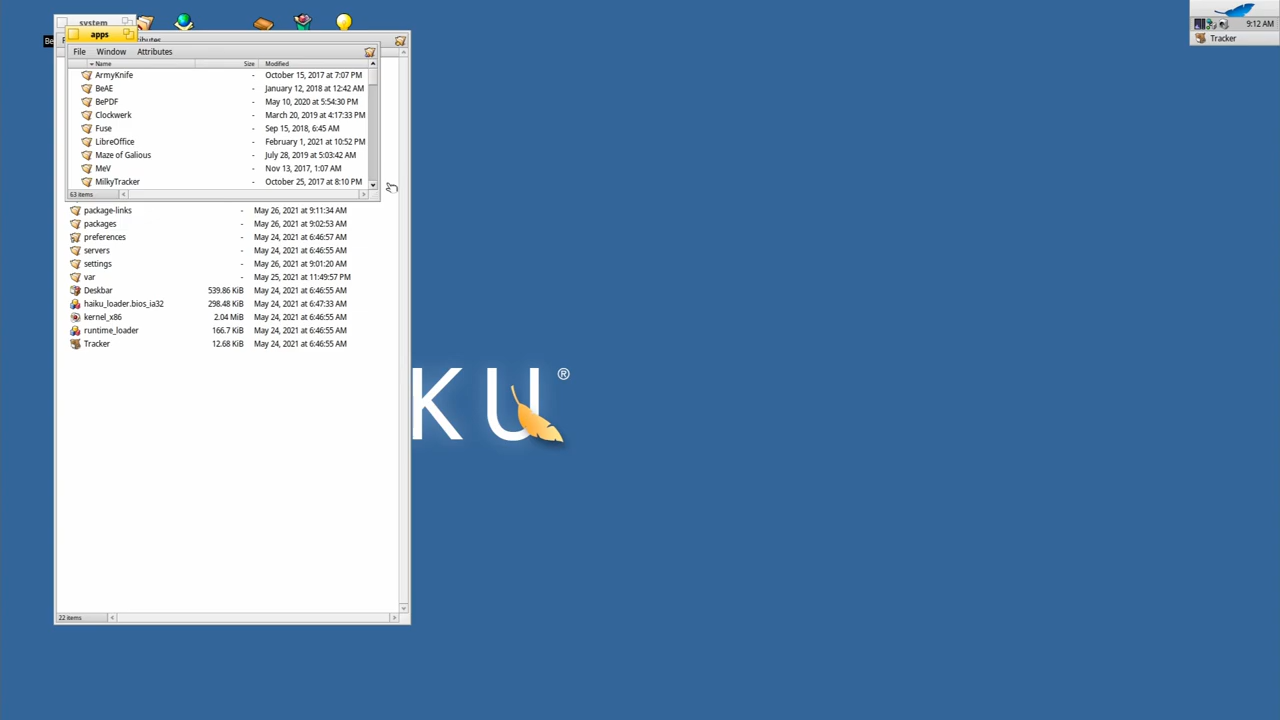 system
9:12 AM
Tracker
apps
File Window Attributes
Name Size Modified
ArmyKnife - October 15, 2017 at 7:07 PM
BeAE - January 12, 2018 at 12:42 AM
BePDF - May 10, 2020 at 5:54:30 PM
Clockwerk - March 20, 2019 at 4:17:33 PM
Fuse - Sep 15, 2018, 6:45 AM
LibreOffice - February 1, 2021 at 10:52 PM
Maze of Galious - July 28, 2019 at 5:03:42 AM
MeV - Nov 13, 2017, 1:07 AM
MilkyTracker - October 25, 2017 at 8:10 PM
63 items
package-links - May 26, 2021 at 9:11:34 AM
packages - May 26, 2021 at 9:02:53 AM
preferences - May 24, 2021 at 6:46:57 AM
servers - May 24, 2021 at 6:46:55 AM
settings - May 26, 2021 at 9:01:20 AM
var - May 25, 2021 at 11:49:57 PM
Deskbar 539.86 KiB May 24, 2021 at 6:46:55 AM
haiku_loader.bios_ia32 298.48 KiB May 24, 2021 at 6:47:33 AM
kernel_x86 2.04 MiB May 24, 2021 at 6:46:55 AM
runtime_loader 166.7 KiB May 24, 2021 at 6:46:55 AM
Tracker 12.68 KiB May 24, 2021 at 6:46:55 AM
KU®
22 items